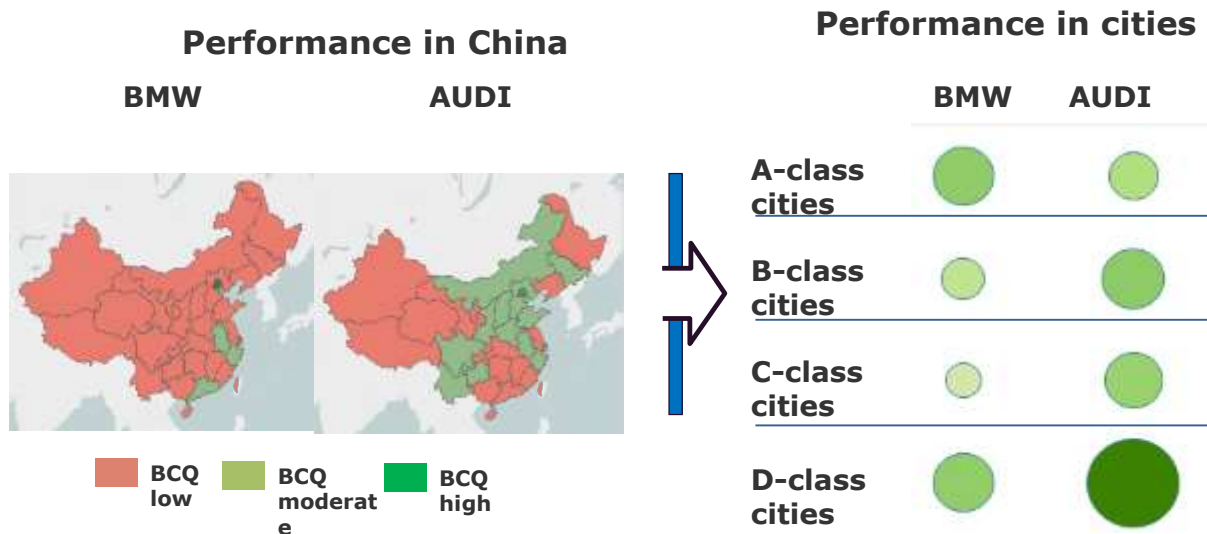 Performance in China
BMW
AUDI
BCQ
low
BCQ
moderat
e
BCQ
high
Performance in cities
BMW
AUDI
A-class
cities
B-class
cities
C-class
cities
D-class
cities